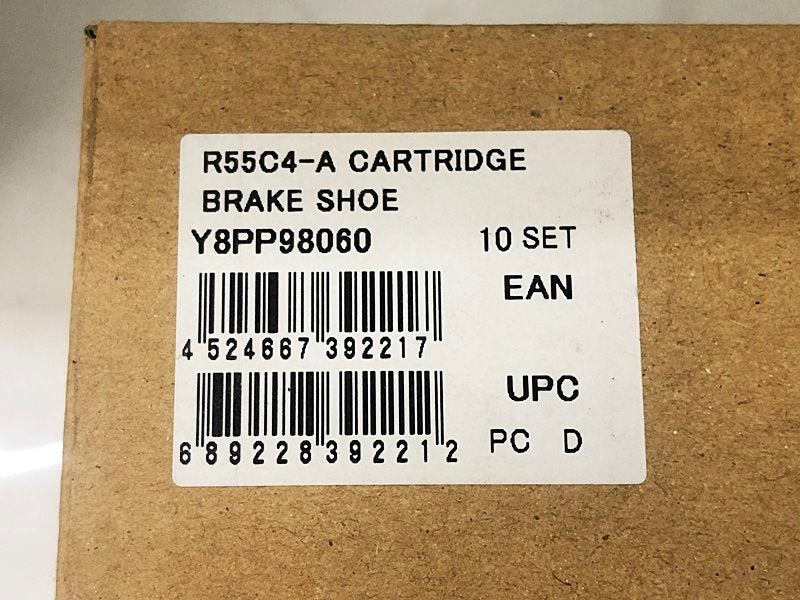 R55C4-A CARTRIDGE
BRAKE SHOE
Y8PP98060 10 SET
EAN
4 524667 392217
UPC
6 89228 39221 2
PC D